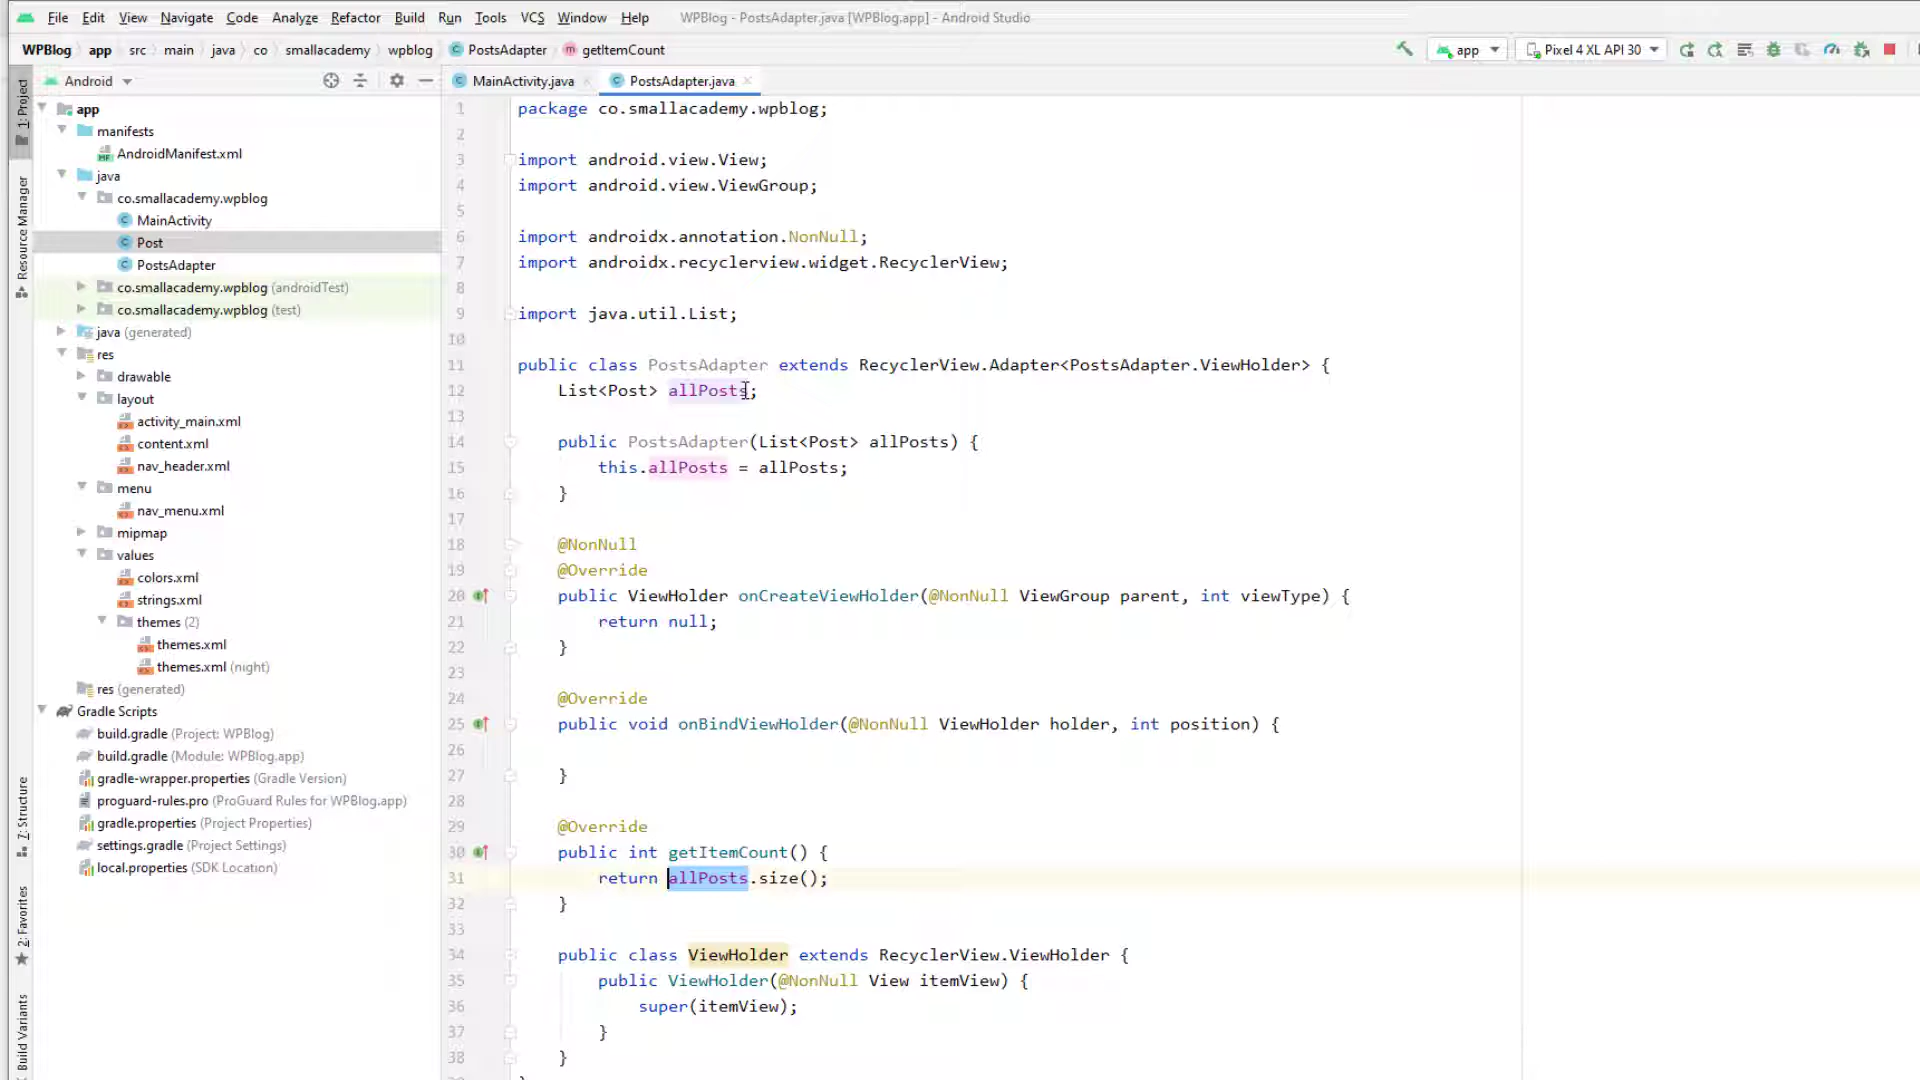 File Edit View Navigate Code Analyze Refactor Build Run Tools VCS Window Help WPBlog - PostsAdapter.java [WPBlog.app] - Android Studio
WPBlog app src main java co smallacademy wpblog PostsAdapter getItemCount app Pixel 4 XL API 30
Android
MainActivity.java PostsAdapter.java
1: Project
Resource Manager
7: Structure
2: Favorites
Build Variants
app
manifests
AndroidManifest.xml
java
co.smallacademy.wpblog
MainActivity
Post
PostsAdapter
co.smallacademy.wpblog (androidTest)
co.smallacademy.wpblog (test)
java (generated)
res
drawable
layout
activity_main.xml
content.xml
nav_header.xml
menu
nav_menu.xml
mipmap
values
colors.xml
strings.xml
themes (2)
themes.xml
themes.xml (night)
res (generated)
Gradle Scripts
build.gradle (Project: WPBlog)
build.gradle (Module: WPBlog.app)
gradle-wrapper.properties (Gradle Version)
proguard-rules.pro (ProGuard Rules for WPBlog.app)
gradle.properties (Project Properties)
settings.gradle (Project Settings)
local.properties (SDK Location)
1 package co.smallacademy.wpblog;
2
3 import android.view.View;
4 import android.view.ViewGroup;
5
6 import androidx.annotation.NonNull;
7 import androidx.recyclerview.widget.RecyclerView;
8
9 import java.util.List;
10
11 public class PostsAdapter extends RecyclerView.Adapter<PostsAdapter.ViewHolder> {
12 List<Post> allPosts;
13
14 public PostsAdapter(List<Post> allPosts) {
15 this.allPosts = allPosts;
16 }
17
18 @NonNull
19 @Override
20 public ViewHolder onCreateViewHolder(@NonNull ViewGroup parent, int viewType) {
21 return null;
22 }
23
24 @Override
25 public void onBindViewHolder(@NonNull ViewHolder holder, int position) {
26
27 }
28
29 @Override
30 public int getItemCount() {
31 return allPosts.size();
32 }
33
34 public class ViewHolder extends RecyclerView.ViewHolder {
35 public ViewHolder(@NonNull View itemView) {
36 super(itemView);
37 }
38 }